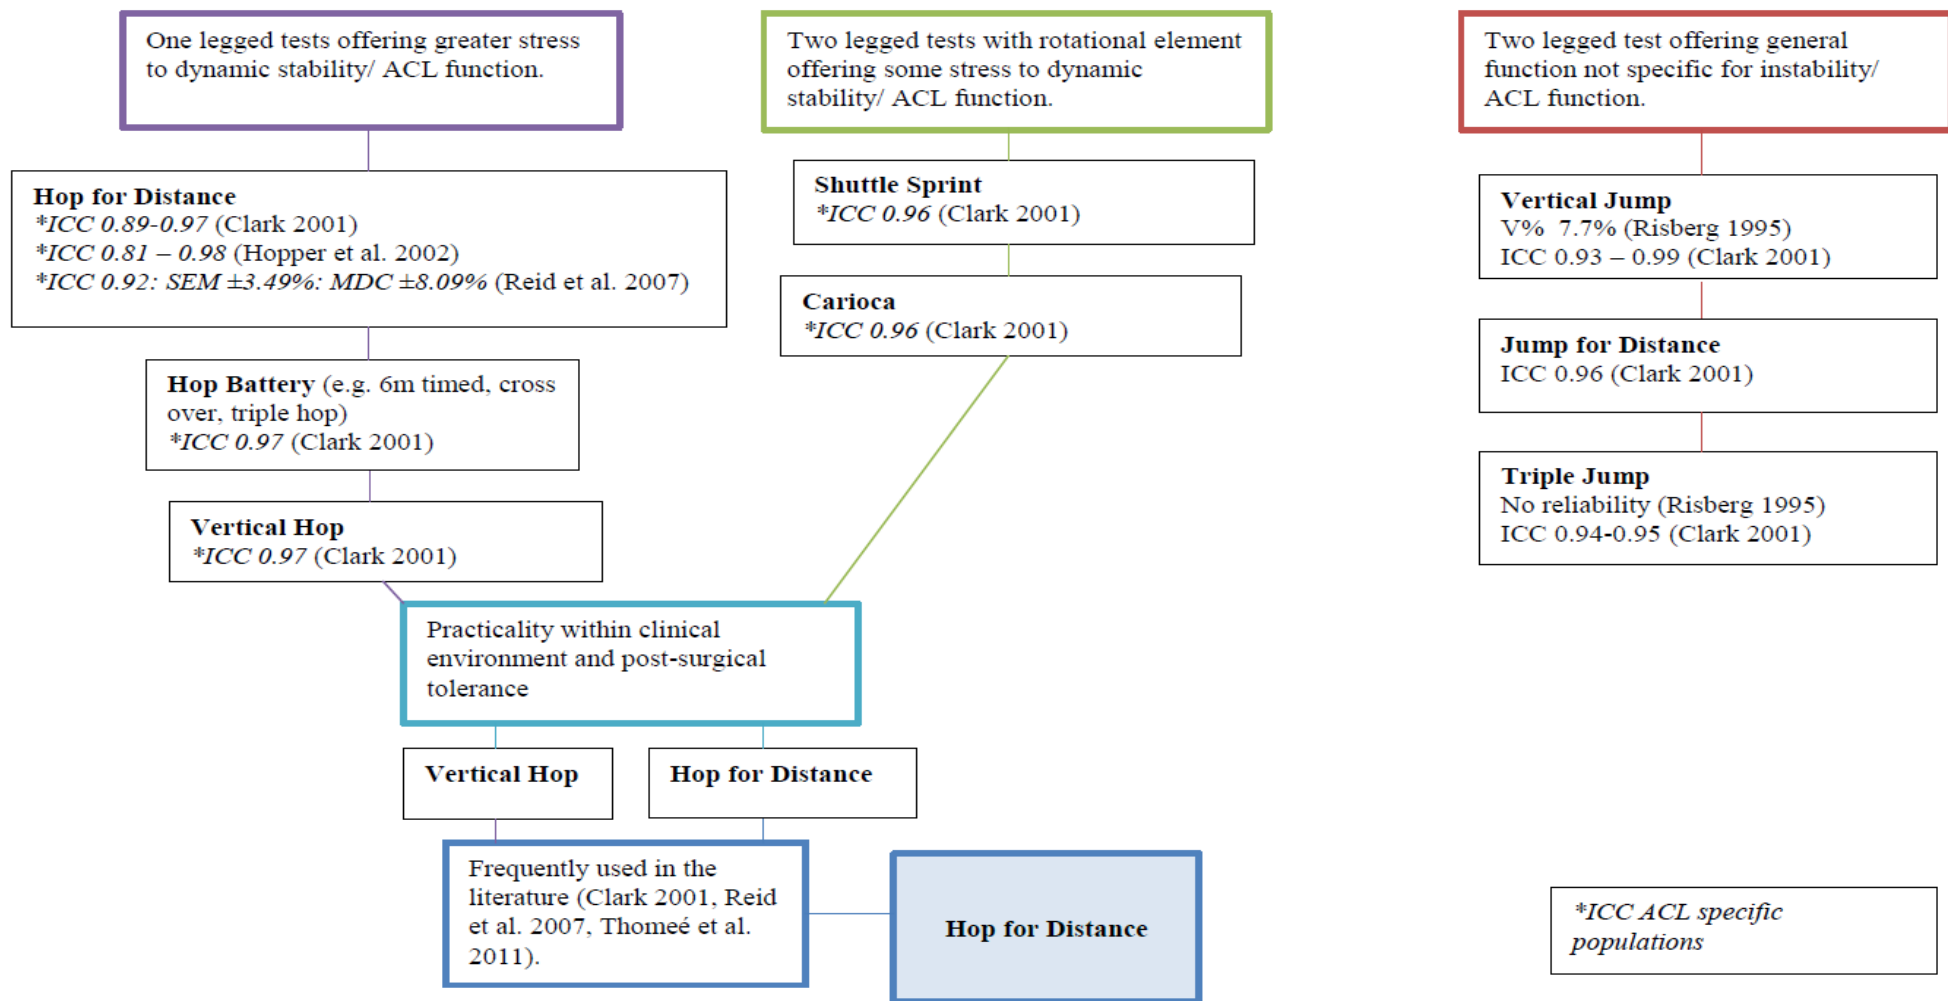 One legged tests offering greater stress
to dynamic stability/ ACL function.
Two legged tests with rotational element
offering some stress to dynamic
stability/ ACL function.
Two legged test offering general
function not specific for instability/
ACL function.
Hop for Distance
*ICC 0.89-0.97 (Clark 2001)
*ICC 0.81 – 0.98 (Hopper et al. 2002)
*ICC 0.92: SEM ±3.49%: MDC ±8.09% (Reid et al. 2007)
Shuttle Sprint
*ICC 0.96 (Clark 2001)
Vertical Jump
V% 7.7% (Risberg 1995)
ICC 0.93 – 0.99 (Clark 2001)
Carioca
*ICC 0.96 (Clark 2001)
Jump for Distance
ICC 0.96 (Clark 2001)
Hop Battery (e.g. 6m timed, cross
over, triple hop)
*ICC 0.97 (Clark 2001)
Triple Jump
No reliability (Risberg 1995)
ICC 0.94-0.95 (Clark 2001)
Vertical Hop
*ICC 0.97 (Clark 2001)
Practicality within clinical
environment and post-surgical
tolerance
Vertical Hop
Hop for Distance
Frequently used in the
literature (Clark 2001, Reid
et al. 2007, Thomeé et al.
2011).
Hop for Distance
*ICC ACL specific
populations